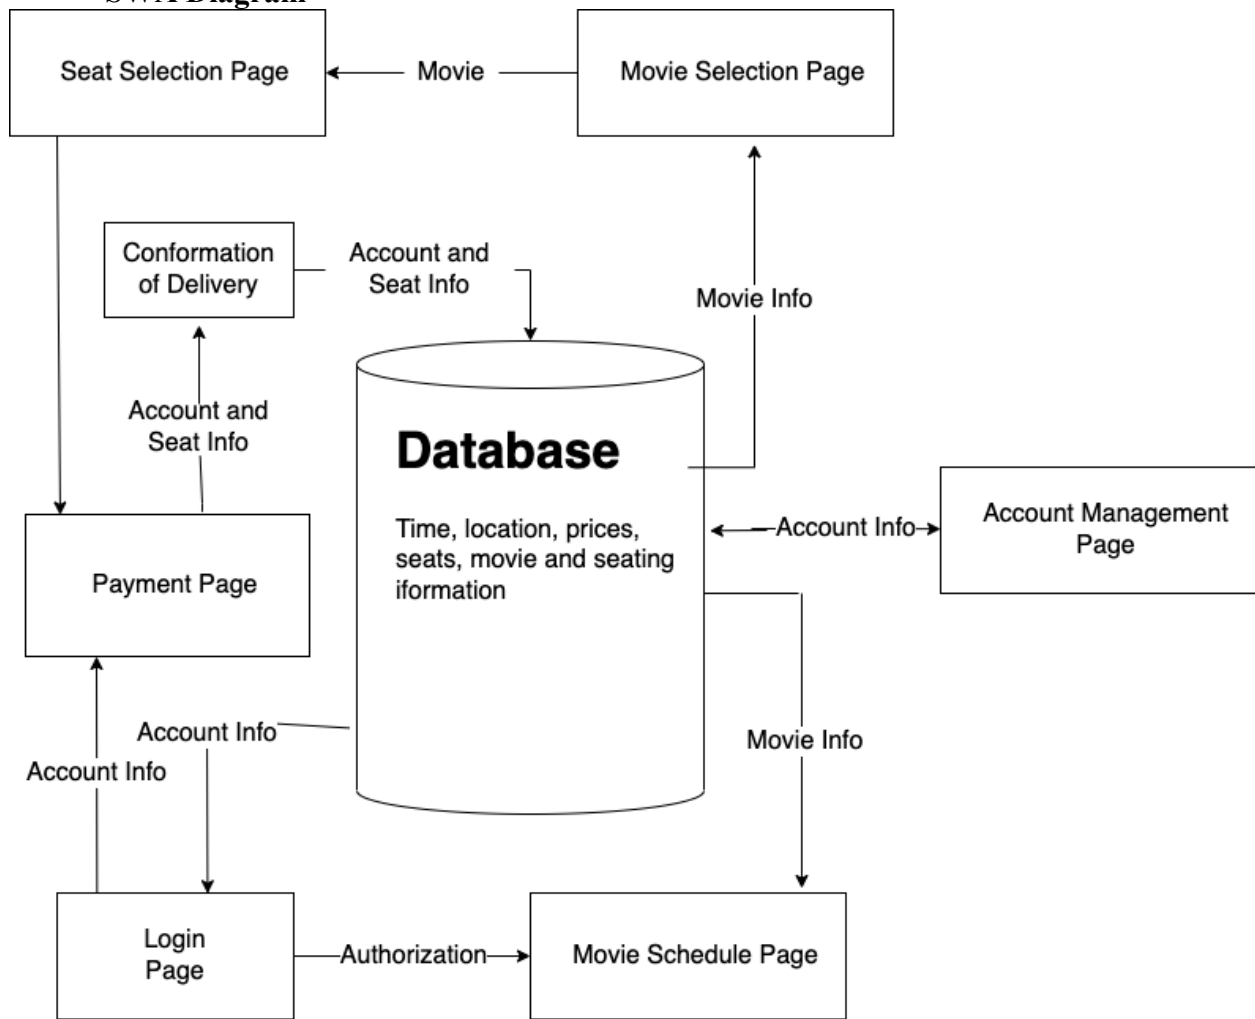 SWA Diagram
Seat Selection Page
Movie
Movie Selection Page
Conformation
of Delivery
Account and
Seat Info
Movie Info
Account and
Seat Info
Database
Time, location, prices,
seats, movie and seating
iformation
Account Info
Account Management
Page
Payment Page
Account Info
Movie Info
Account Info
Login
Page
Authorization
Movie Schedule Page